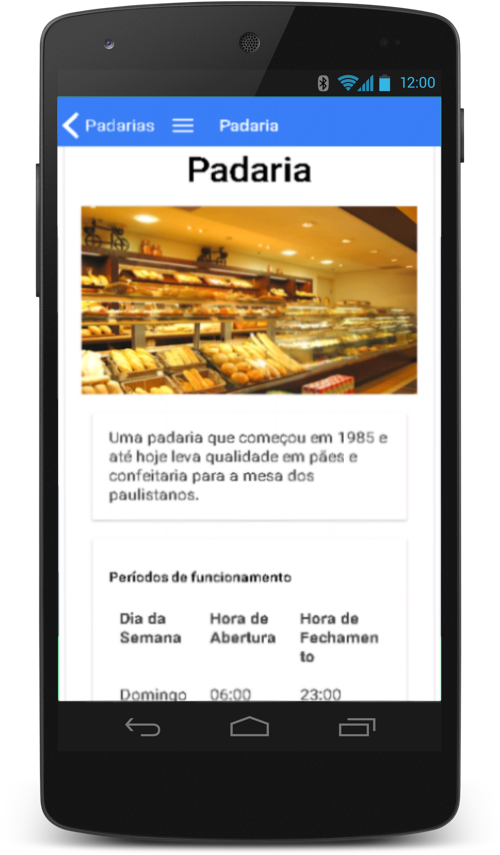 12:00
Padarias
Padaria
Padaria
Uma padaria que começou em 1985 e
até hoje leva qualidade em pães e
confeitaria para a mesa dos
paulistanos.
Períodos de funcionamento
Dia da Semana
Hora de Abertura
Hora de Fechamen
to
Domingo 06:00 23:00